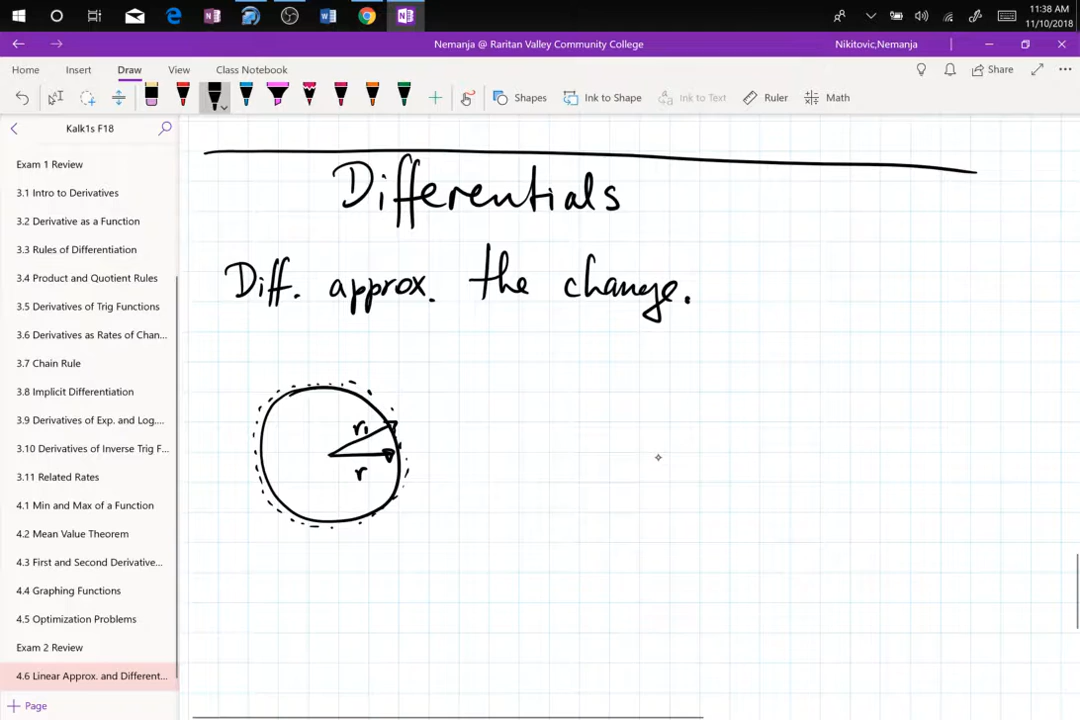 11:38 AM
11/10/2018
Nemanja @ Raritan Valley Community College
Nikitovic,Nemanja
Home Insert Draw View Class Notebook
Share
Shapes Ink to Shape Ink to Text Ruler Math
Kalk1s F18
Exam 1 Review
3.1 Intro to Derivatives
3.2 Derivative as a Function
3.3 Rules of Differentiation
3.4 Product and Quotient Rules
3.5 Derivatives of Trig Functions
3.6 Derivatives as Rates of Chan...
3.7 Chain Rule
3.8 Implicit Differentiation
3.9 Derivatives of Exp. and Log....
3.10 Derivatives of Inverse Trig F...
3.11 Related Rates
4.1 Min and Max of a Function
4.2 Mean Value Theorem
4.3 First and Second Derivative...
4.4 Graphing Functions
4.5 Optimization Problems
Exam 2 Review
4.6 Linear Approx. and Different...
Page
Differentials
Diff. approx. the change.
r₁
r